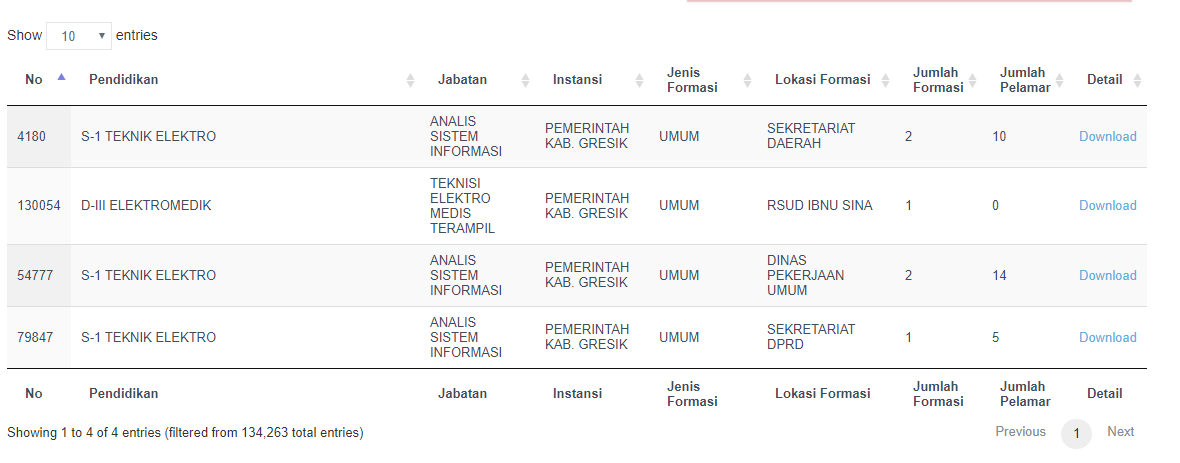 Show 10 entries
No Pendidikan Jabatan Instansi Jenis Formasi Lokasi Formasi Jumlah Formasi Jumlah Pelamar Detail
4180 S-1 TEKNIK ELEKTRO ANALIS SISTEM INFORMASI PEMERINTAH KAB. GRESIK UMUM SEKRETARIAT DAERAH 2 10 Download
130054 D-III ELEKTROMEDIK TEKNISI ELEKTRO MEDIS TERAMPIL PEMERINTAH KAB. GRESIK UMUM RSUD IBNU SINA 1 0 Download
54777 S-1 TEKNIK ELEKTRO ANALIS SISTEM INFORMASI PEMERINTAH KAB. GRESIK UMUM DINAS PEKERJAAN UMUM 2 14 Download
79847 S-1 TEKNIK ELEKTRO ANALIS SISTEM INFORMASI PEMERINTAH KAB. GRESIK UMUM SEKRETARIAT DPRD 1 5 Download
No Pendidikan Jabatan Instansi Jenis Formasi Lokasi Formasi Jumlah Formasi Jumlah Pelamar Detail
Showing 1 to 4 of 4 entries (filtered from 134,263 total entries) Previous 1 Next